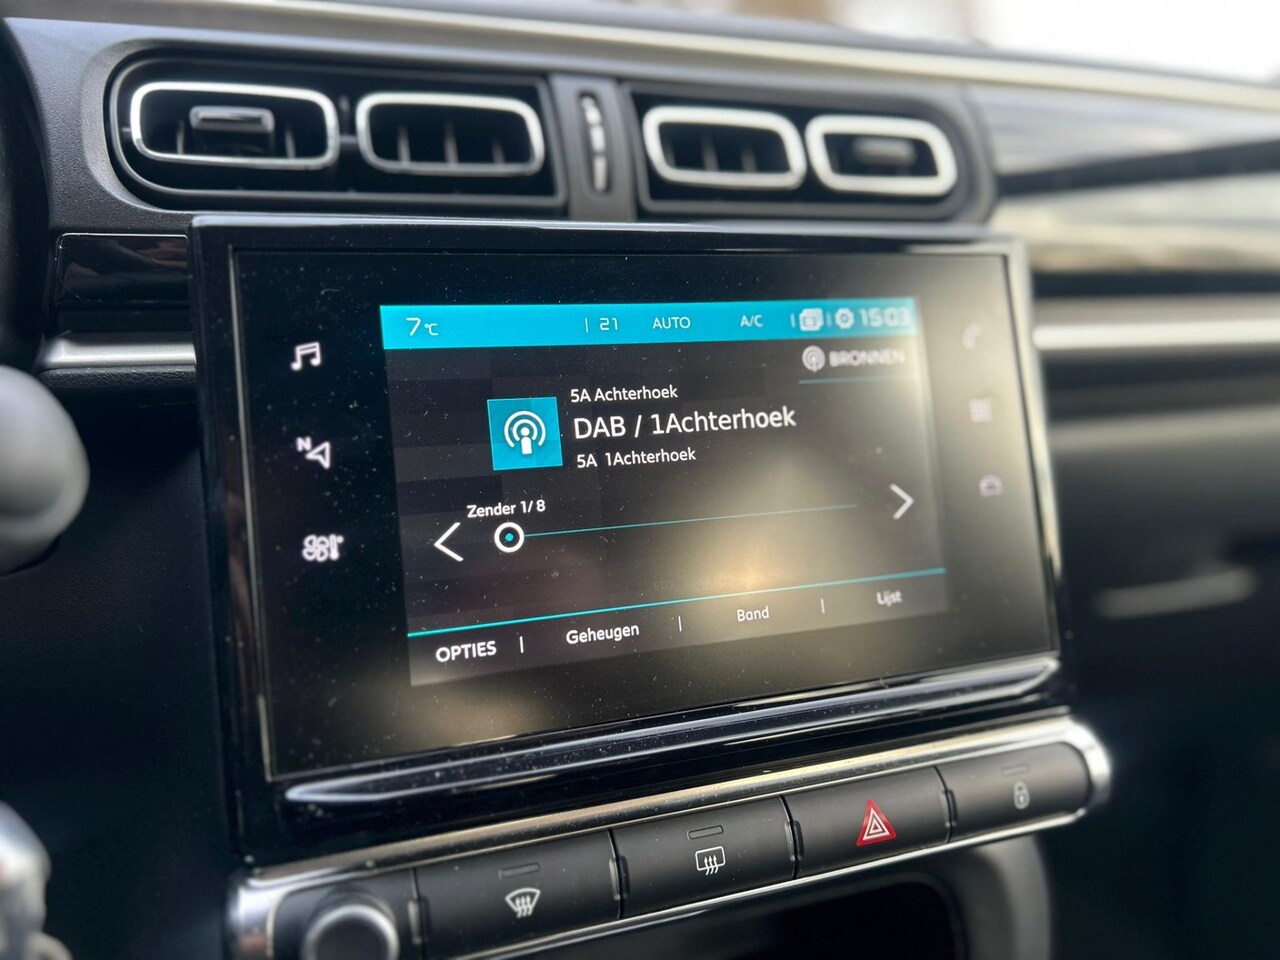 7°C | 21 AUTO A/C | | 15:03
BRONNEN
5A Achterhoek
DAB / 1Achterhoek
5A 1Achterhoek
Zender 1/8
OPTIES | Geheugen | Band | Lijst
N